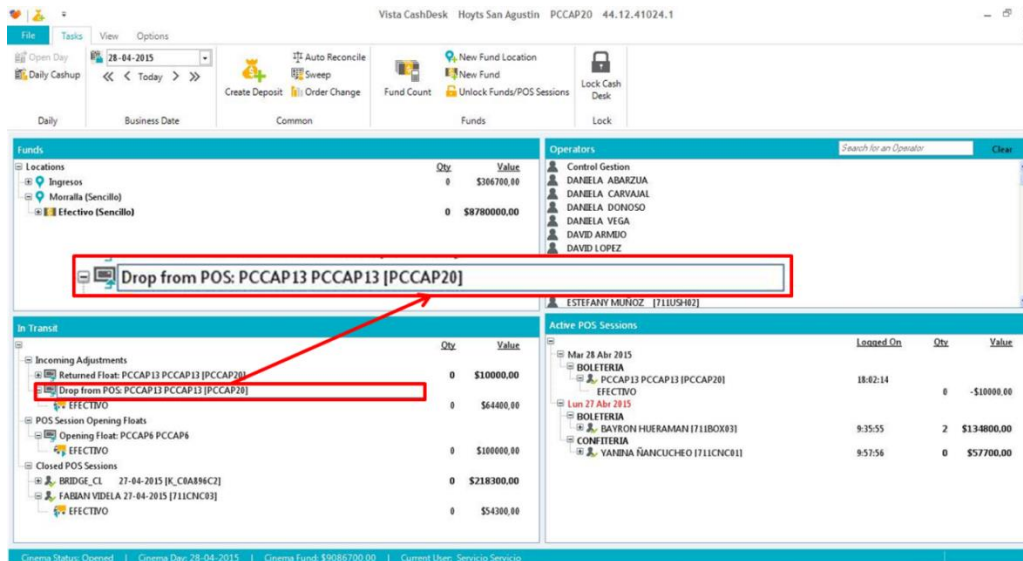 Vista CashDesk Hoyts San Agustin PCCAP20 44.12.41024.1
File Tasks View Options
Open Day
Daily Cashup
Daily
28-04-2015
Today
Business Date
Create Deposit
Auto Reconcile
Sweep
Order Change
Common
Fund Count
New Fund Location
New Fund
Unlock Funds/POS Sessions
Funds
Lock Cash
Desk
Lock
Funds
Locations Qty Value
Ingresos 0 $306700,00
Morralla (Sencillo)
Efectivo (Sencillo) 0 $8780000,00
Drop from POS: PCCAP13 PCCAP13 [PCCAP20]
Operators Search for an Operator Clear
Control Gestion
DANIELA ABARZUA
DANIELA CARVAJAL
DANIELA DONOSO
DANIELA VEGA
DAVID ARMIJO
DAVID LOPEZ
ESTEFANY MUÑOZ [711USH02]
In Transit
Qty Value
Incoming Adjustments
Returned Float: PCCAP13 PCCAP13 [PCCAP20] 0 $10000,00
Drop from POS: PCCAP13 PCCAP13 [PCCAP20]
EFECTIVO 0 $64400,00
POS Session Opening Floats
Opening Float: PCCAP6 PCCAP6
EFECTIVO 0 $100000,00
Closed POS Sessions
BRIDGE_CL 27-04-2015 [K_C0A896C2] 0 $218300,00
FABIAN VIDELA 27-04-2015 [711CNC03]
EFECTIVO 0 $54300,00
Active POS Sessions
Logged On Qty Value
Mar 28 Abr 2015
BOLETERIA
PCCAP13 PCCAP13 [PCCAP20] 18:02:14
EFECTIVO 0 -$10000,00
Lun 27 Abr 2015
BOLETERIA
BAYRON HUERAMAN [711BOX03] 9:35:55 2 $134800,00
CONFITERIA
YANINA ÑANCUCHEO [711CNC01] 9:57:56 0 $57700,00
Cinema Status: Opened | Cinema Day: 28-04-2015 | Cinema Fund: $9086700,00 | Current User: Servicio Servicio